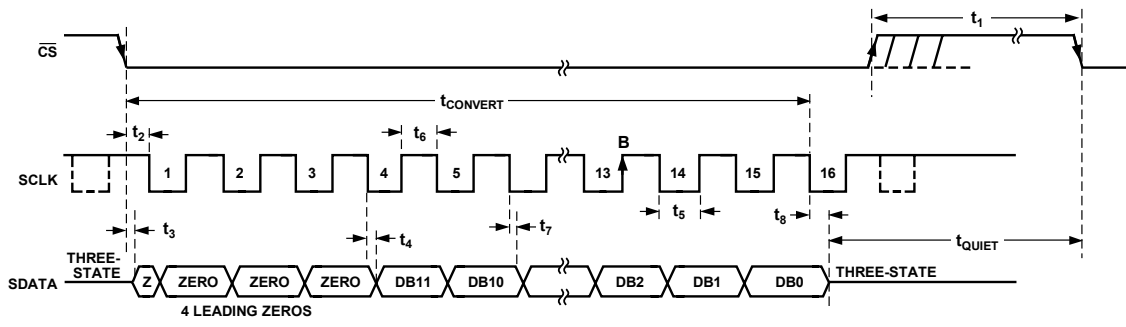 t1
CS
tCONVERT
t2
t6
B
SCLK
1 2 3 4 5 13 14 15 16
t3
t4
t7
t5
t8
tQUIET
THREE-
STATE
SDATA
Z ZERO ZERO ZERO DB11 DB10 DB2 DB1 DB0
THREE-STATE
4 LEADING ZEROS